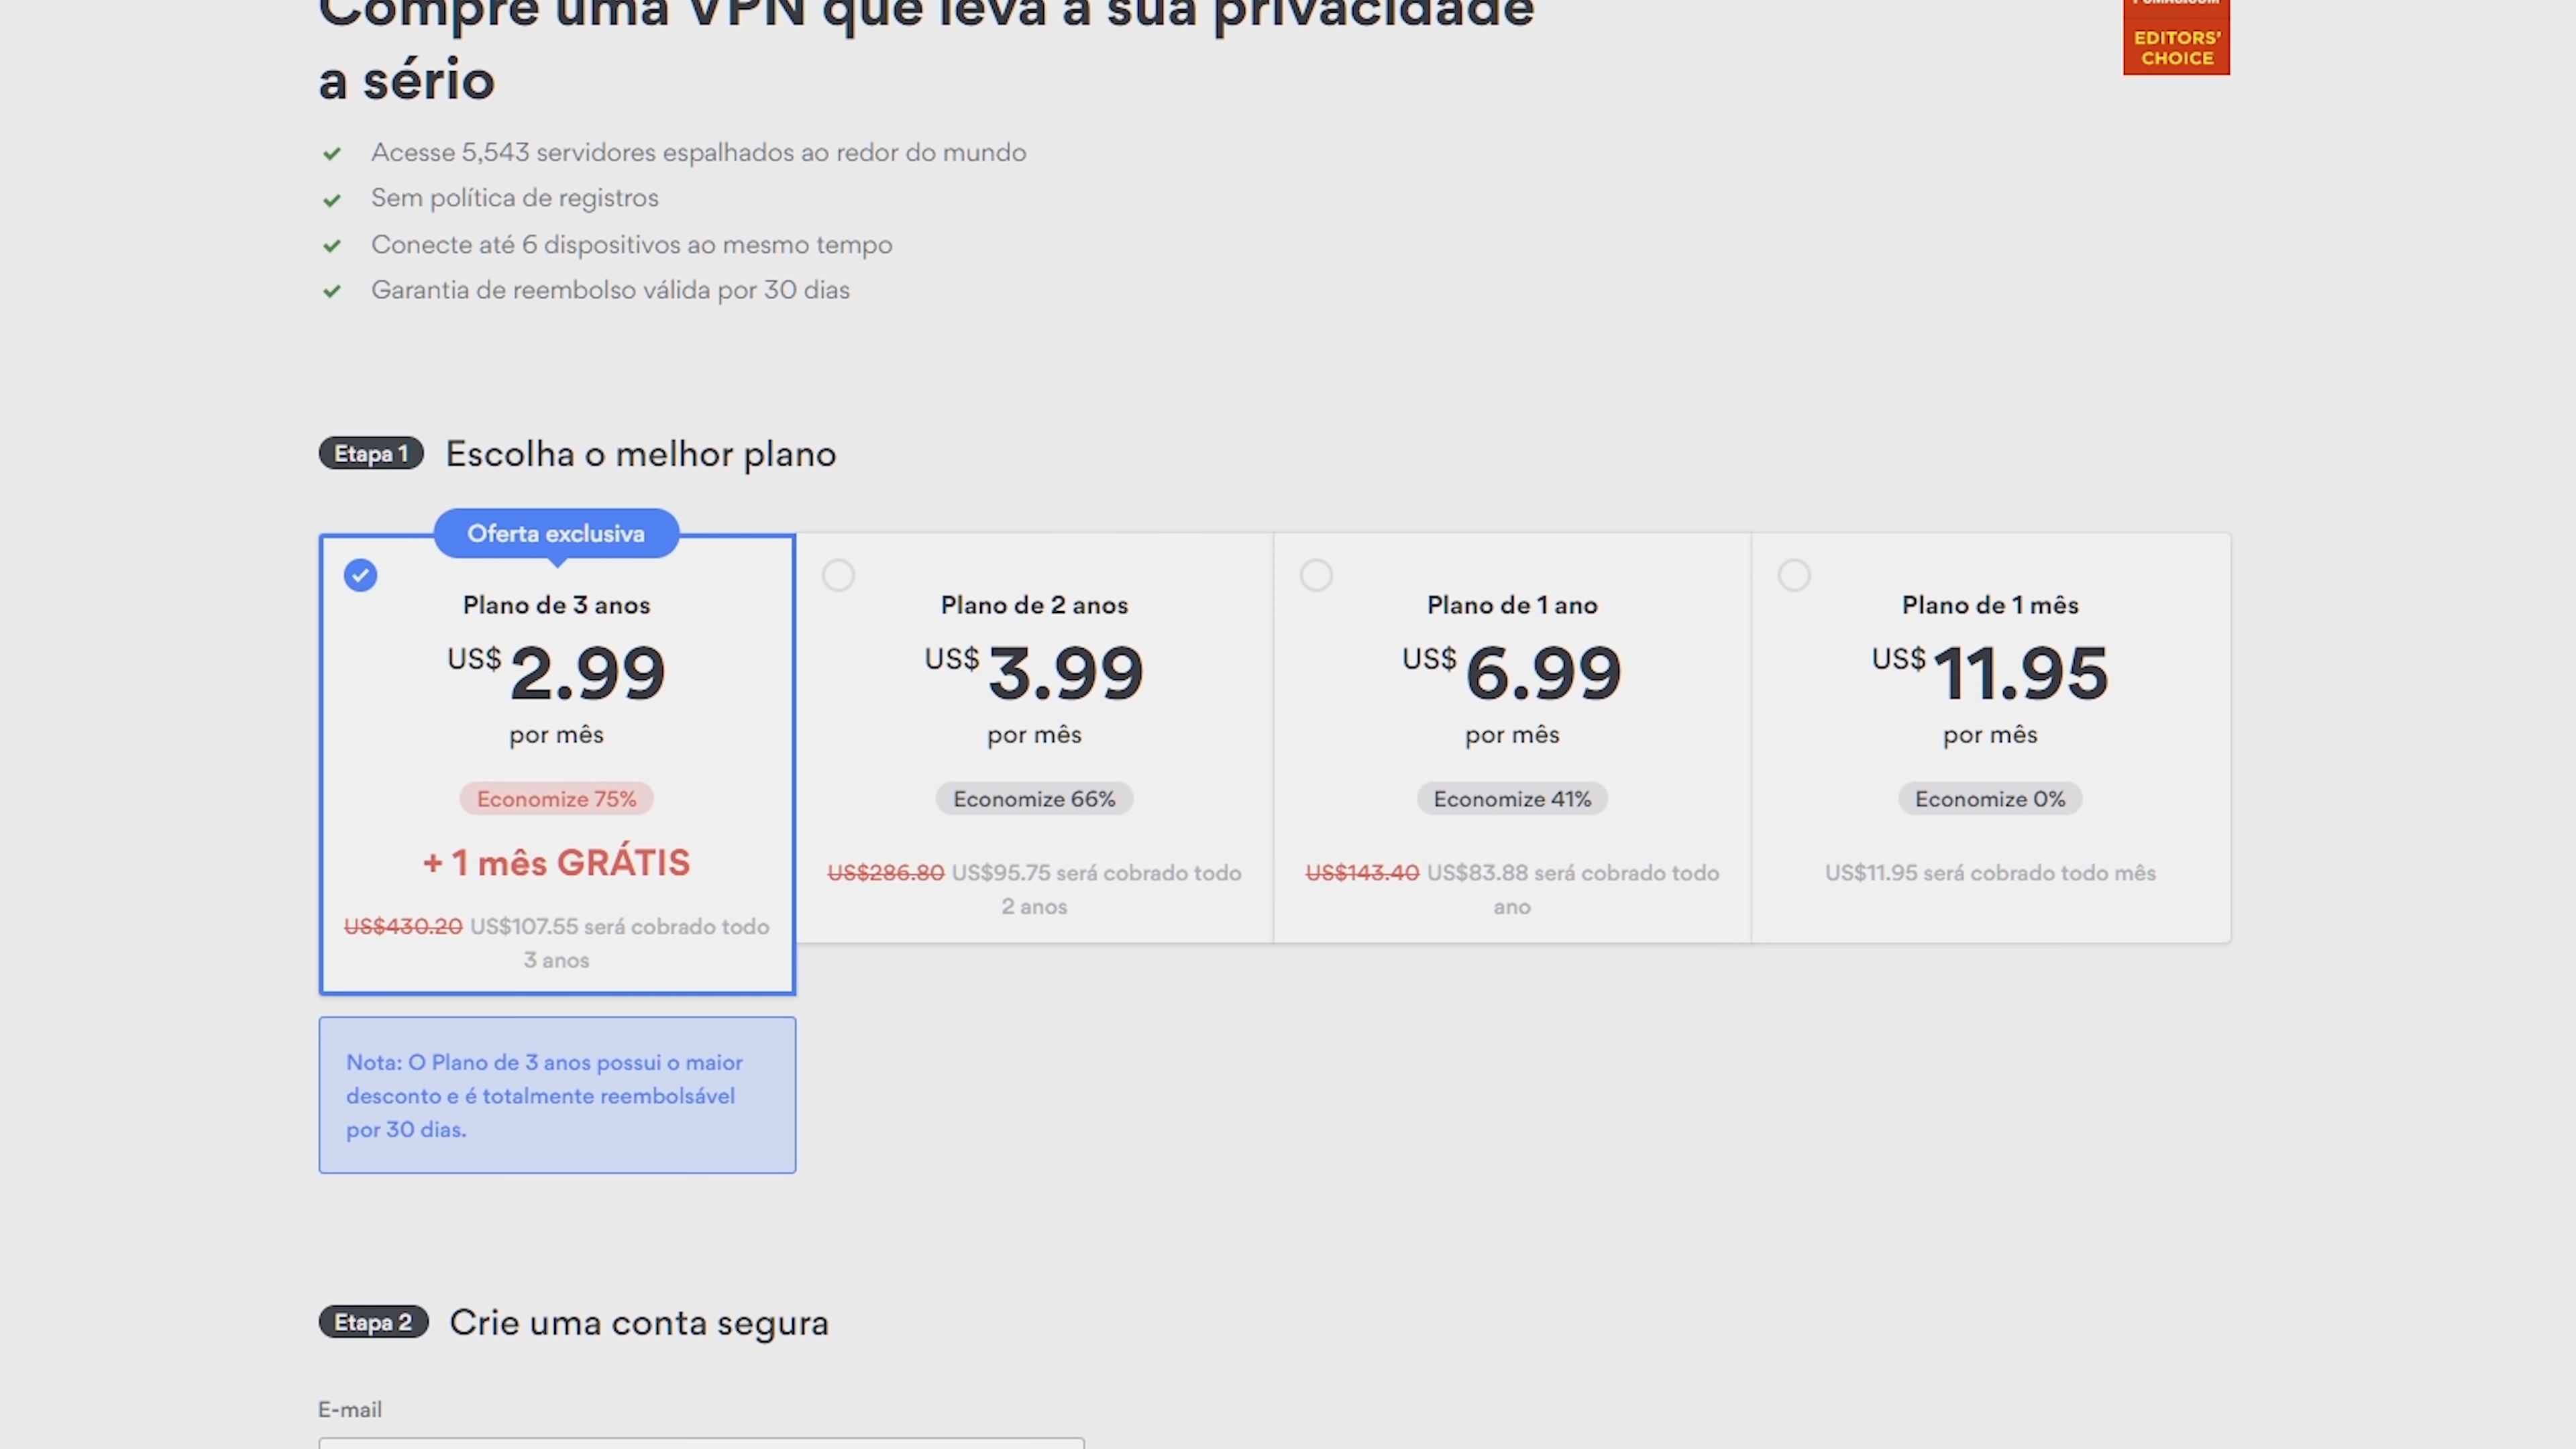 Compre uma VPN que leva a sua privacidade
a sério
EDITORS'
CHOICE
Acesse 5,543 servidores espalhados ao redor do mundo
Sem política de registros
Conecte até 6 dispositivos ao mesmo tempo
Garantia de reembolso válida por 30 dias
Etapa 1 Escolha o melhor plano
Oferta exclusiva
Plano de 3 anos
US$ 2.99
por mês
Economize 75%
+ 1 mês GRÁTIS
US$430.20 US$107.55 será cobrado todo
3 anos
Plano de 2 anos
US$ 3.99
por mês
Economize 66%
US$286.80 US$95.75 será cobrado todo
2 anos
Plano de 1 ano
US$ 6.99
por mês
Economize 41%
US$143.40 US$83.88 será cobrado todo
ano
Plano de 1 mês
US$ 11.95
por mês
Economize 0%
US$11.95 será cobrado todo mês
Nota: O Plano de 3 anos possui o maior
desconto e é totalmente reembolsável
por 30 dias.
Etapa 2 Crie uma conta segura
E-mail